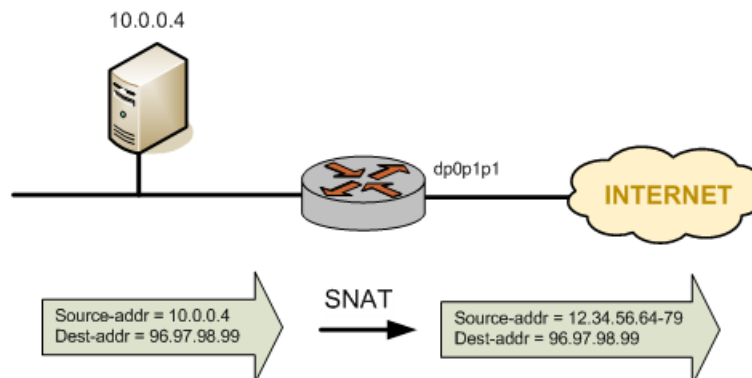 10.0.0.4
dp0p1p1
INTERNET
SNAT
Source-addr = 10.0.0.4
Dest-addr = 96.97.98.99
Source-addr = 12.34.56.64-79
Dest-addr = 96.97.98.99